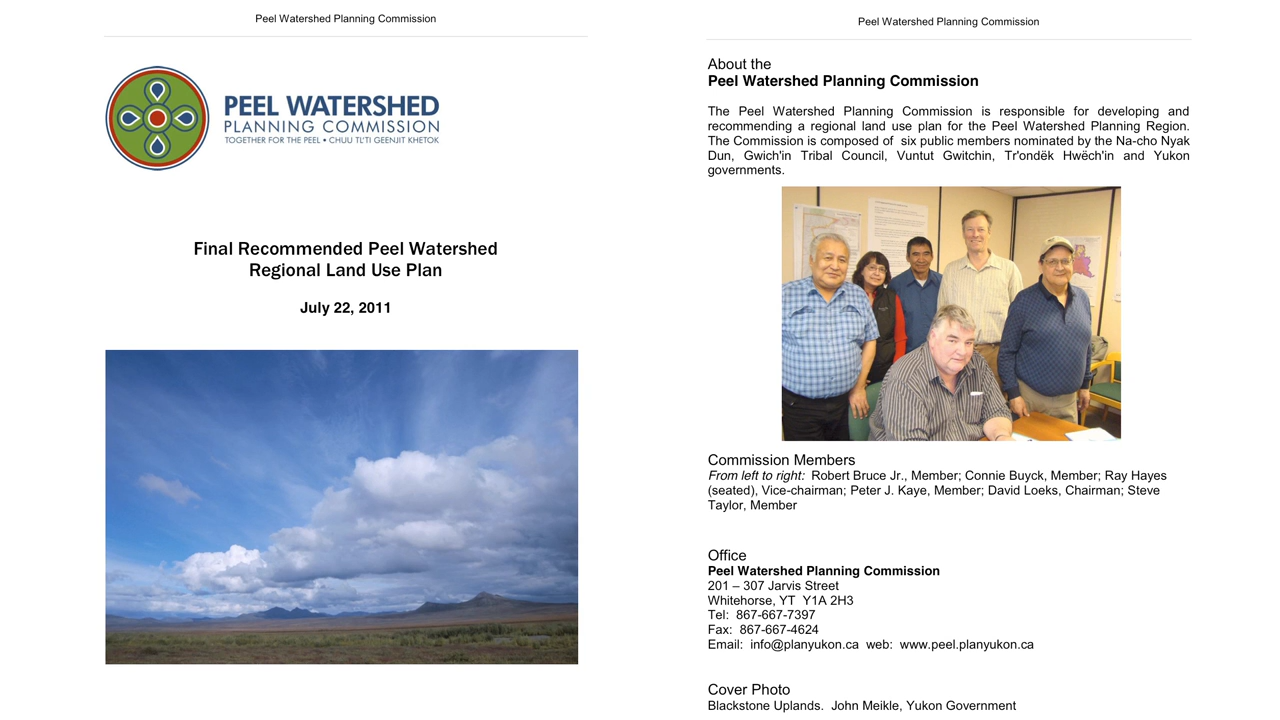 Peel Watershed Planning Commission
PEEL WATERSHED
PLANNING COMMISSION
TOGETHER FOR THE PEEL • CHUU TL'TI GEENJIT KHETOK
Final Recommended Peel Watershed
Regional Land Use Plan
July 22, 2011
Peel Watershed Planning Commission
About the
Peel Watershed Planning Commission
The Peel Watershed Planning Commission is responsible for developing and
recommending a regional land use plan for the Peel Watershed Planning Region.
The Commission is composed of six public members nominated by the Na-cho Nyak
Dun, Gwich'in Tribal Council, Vuntut Gwitchin, Tr'ondëk Hwëch'in and Yukon
governments.
Commission Members
From left to right: Robert Bruce Jr., Member; Connie Buyck, Member; Ray Hayes
(seated), Vice-chairman; Peter J. Kaye, Member; David Loeks, Chairman; Steve
Taylor, Member
Office
Peel Watershed Planning Commission
201 – 307 Jarvis Street
Whitehorse, YT Y1A 2H3
Tel: 867-667-7397
Fax: 867-667-4624
Email: info@planyukon.ca web: www.peel.planyukon.ca
Cover Photo
Blackstone Uplands. John Meikle, Yukon Government